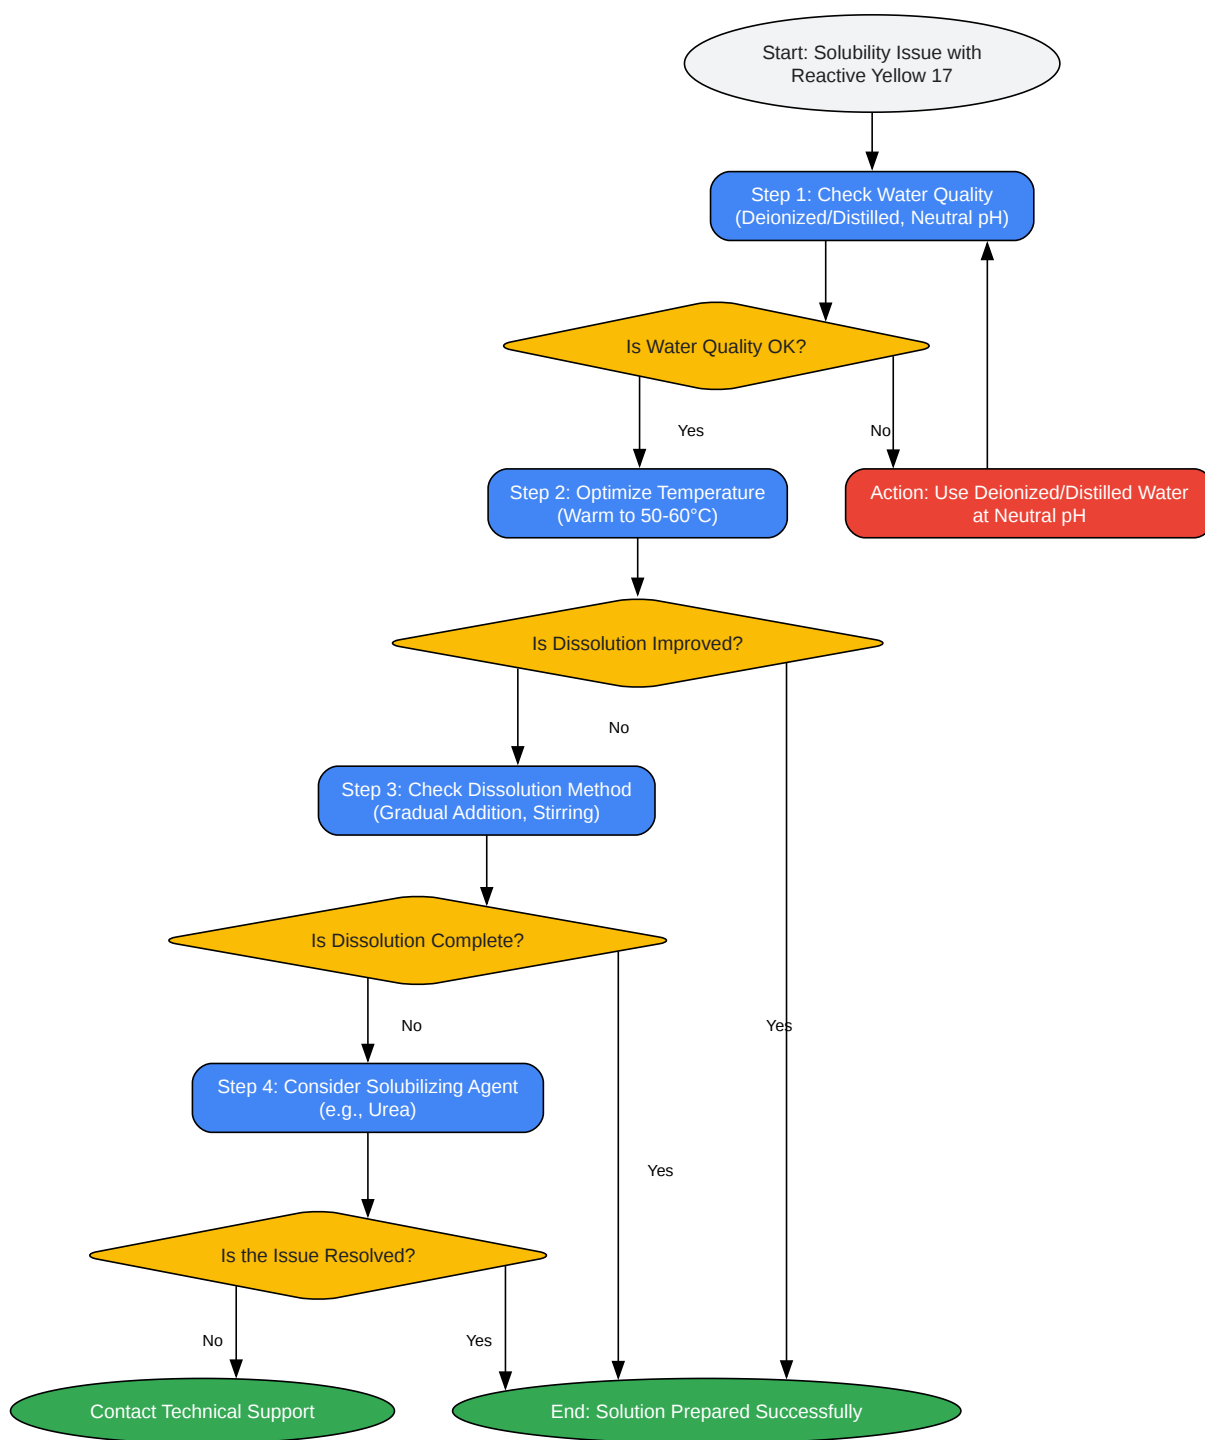 Start: Solubility Issue with
Reactive Yellow 17
Step 1: Check Water Quality
(Deionized/Distilled, Neutral pH)
Is Water Quality OK?
Yes
No
Step 2: Optimize Temperature
(Warm to 50-60°C)
Action: Use Deionized/Distilled Water
at Neutral pH
Is Dissolution Improved?
No
Step 3: Check Dissolution Method
(Gradual Addition, Stirring)
Is Dissolution Complete?
No
Yes
Step 4: Consider Solubilizing Agent
(e.g., Urea)
Yes
Is the Issue Resolved?
No
Yes
Contact Technical Support
End: Solution Prepared Successfully